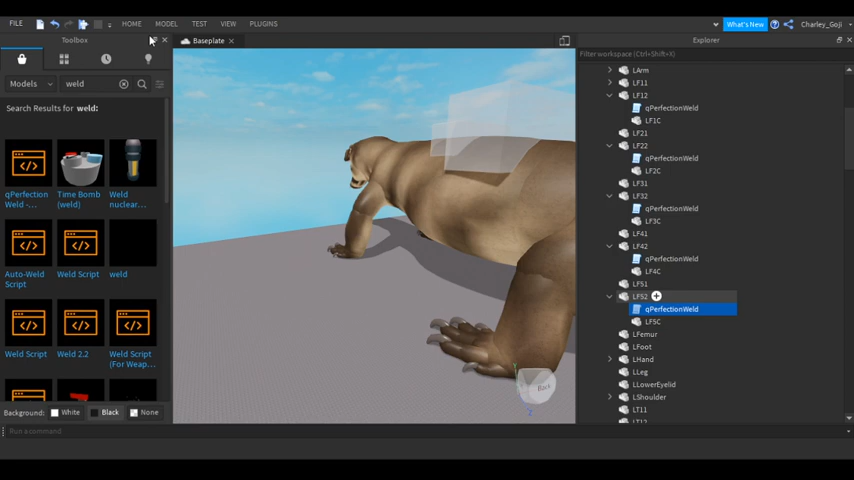 FILE HOME MODEL TEST VIEW PLUGINS What's New Charley_Goji
Toolbox
Baseplate
Explorer
Filter workspace (Ctrl+Shift+X)
Models weld
Search Results for weld:
qPerfection Weld -... Time Bomb (weld) Weld nuclear...
Auto-Weld Script Weld Script weld
Weld Script Weld 2.2 Weld Script (For Weap...
Background: White Black None
Run a command
Back
LArm
LF11
LF12
qPerfectionWeld
LF1C
LF21
LF22
qPerfectionWeld
LF2C
LF31
LF32
qPerfectionWeld
LF3C
LF41
LF42
qPerfectionWeld
LF4C
LF51
LF52
qPerfectionWeld
LF5C
LFemur
LFoot
LHand
LLeg
LLowerEyelid
LShoulder
LT11
LT12